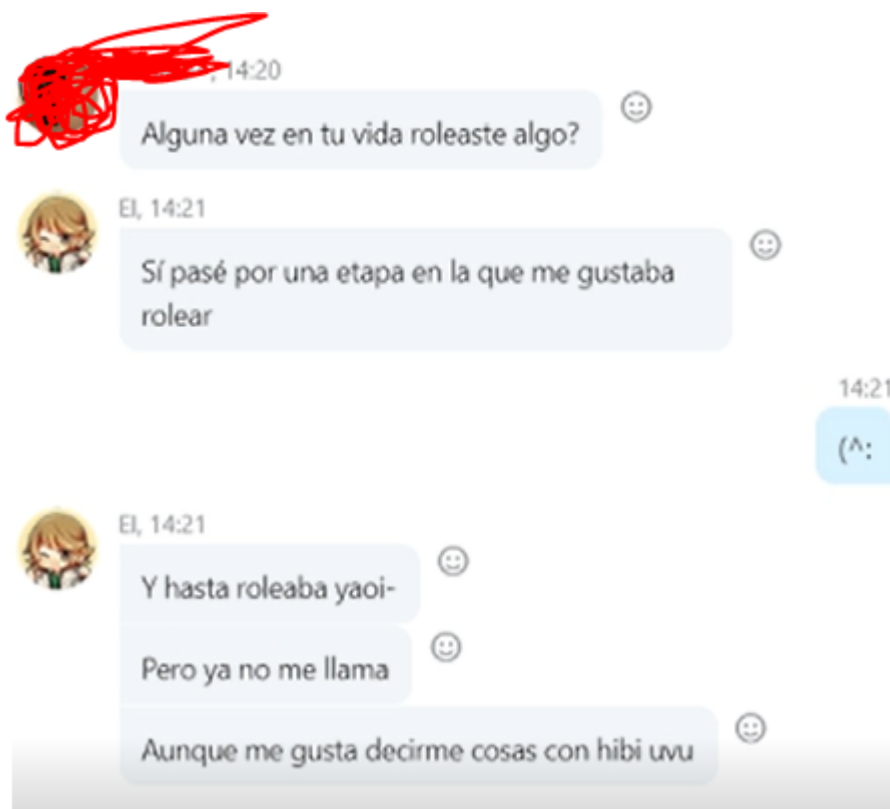 , 14:20
Alguna vez en tu vida roleaste algo?
El, 14:21
Sí pasé por una etapa en la que me gustaba
rolear
14:21
(^:
El, 14:21
Y hasta roleaba yaoi-
Pero ya no me llama
Aunque me gusta decirme cosas con hibi uvu